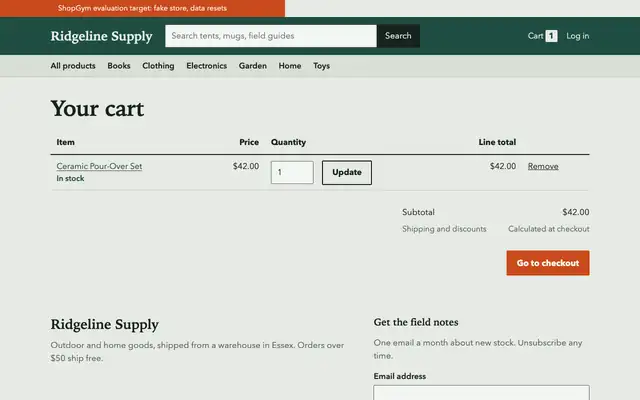 ShopGym evaluation target: fake store, data resets
Ridgeline Supply
Search tents, mugs, field guides
Search
Cart 1
Log in
All products Books Clothing Electronics Garden Home Toys
Your cart
Item Price Quantity Line total
Ceramic Pour-Over Set $42.00 1 Update $42.00 Remove
In stock
Subtotal $42.00
Shipping and discounts Calculated at checkout
Go to checkout
Ridgeline Supply
Outdoor and home goods, shipped from a warehouse in Essex. Orders over
$50 ship free.
Get the field notes
One email a month about new stock. Unsubscribe any
time.
Email address